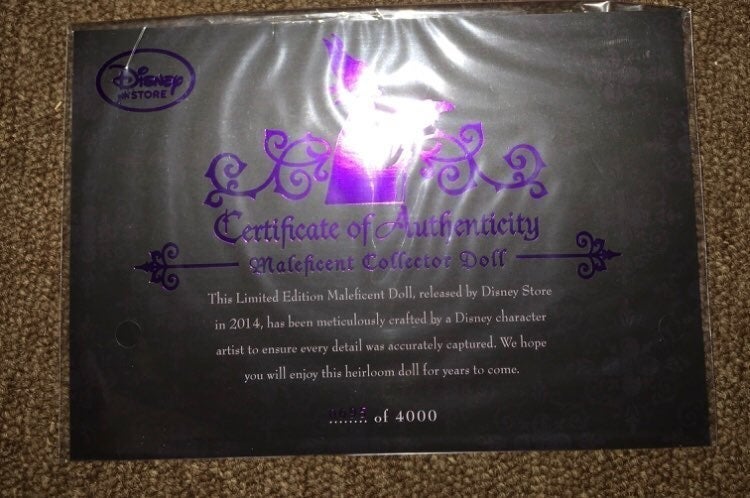 Disney
STORE
Certificate of Authenticity
Maleficent Collector Doll
This Limited Edition Maleficent Doll, released by Disney Store
in 2014, has been meticulously crafted by a Disney character
artist to ensure every detail was accurately captured. We hope
you will enjoy this heirloom doll for years to come.
of 4000